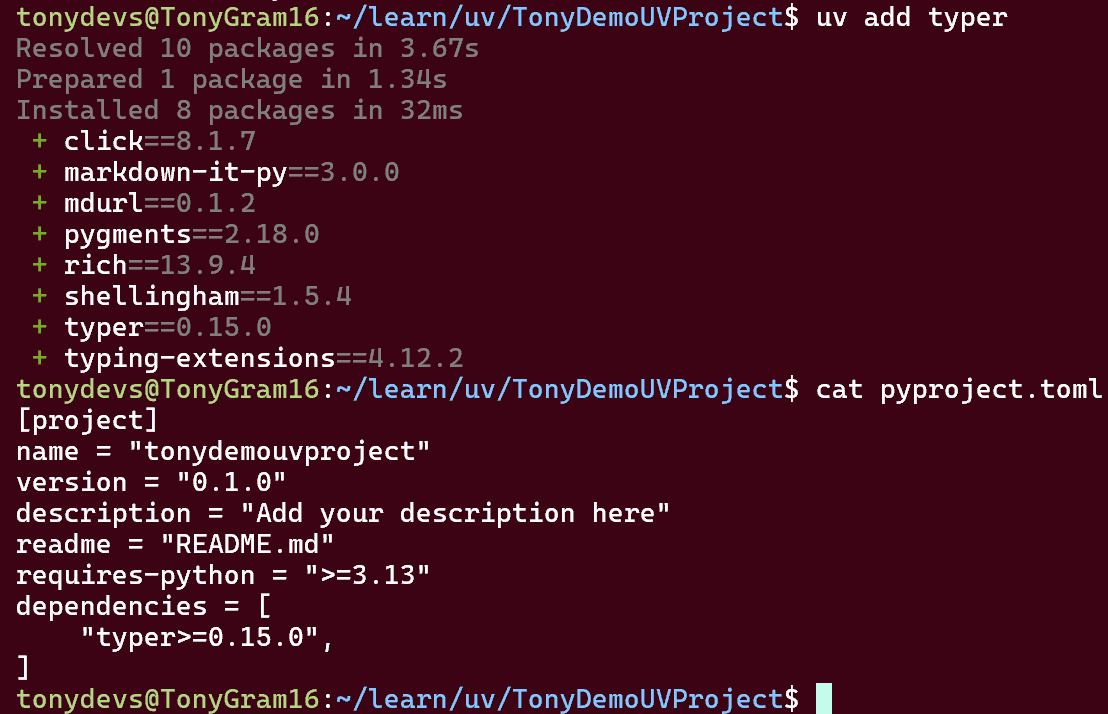 tonydevs@TonyGram16:~/learn/uv/TonyDemoUVProject$ uv add typer
Resolved 10 packages in 3.67s
Prepared 1 package in 1.34s
Installed 8 packages in 32ms
 + click==8.1.7
 + markdown-it-py==3.0.0
 + mdurl==0.1.2
 + pygments==2.18.0
 + rich==13.9.4
 + shellingham==1.5.4
 + typer==0.15.0
 + typing-extensions==4.12.2
tonydevs@TonyGram16:~/learn/uv/TonyDemoUVProject$ cat pyproject.toml
[project]
name = "tonydemouvproject"
version = "0.1.0"
description = "Add your description here"
readme = "README.md"
requires-python = ">=3.13"
dependencies = [
    "typer>=0.15.0",
]
tonydevs@TonyGram16:~/learn/uv/TonyDemoUVProject$